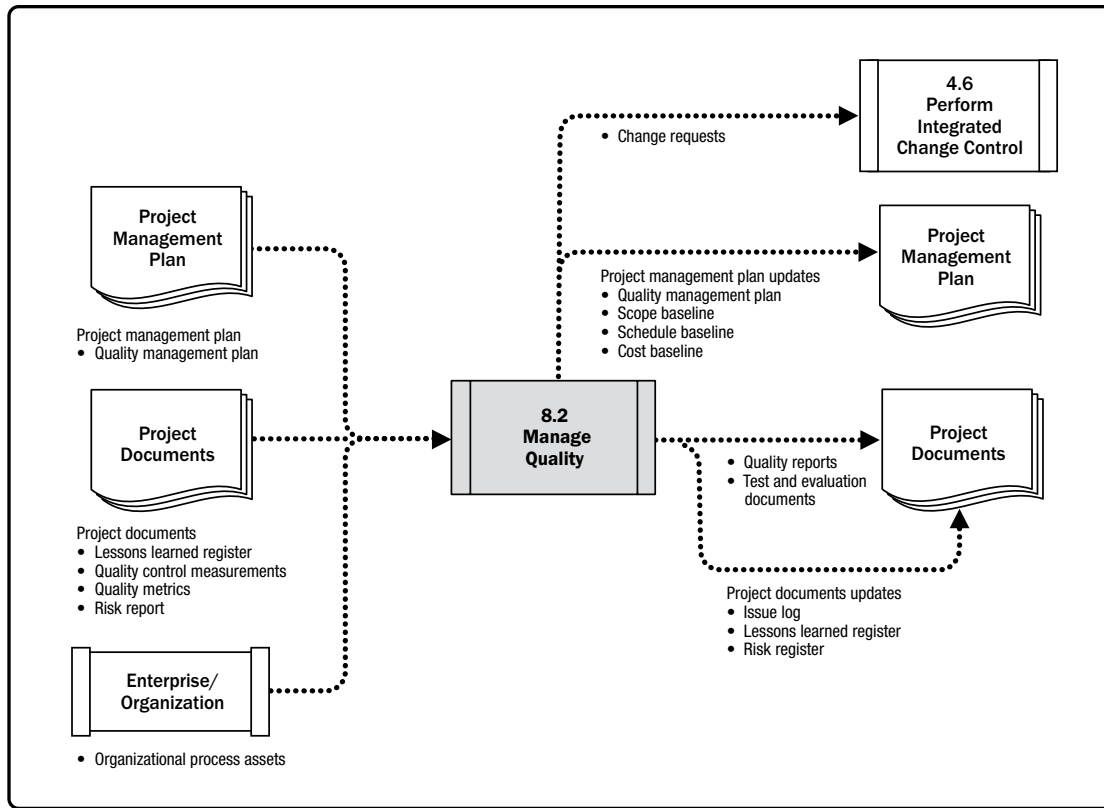 4.6
Perform
Integrated
Change Control
• Change requests
Project
Management
Plan
Project management plan
• Quality management plan
Project
Management
Plan
Project management plan updates
• Quality management plan
• Scope baseline
• Schedule baseline
• Cost baseline
Project
Documents
Project documents
• Lessons learned register
• Quality control measurements
• Quality metrics
• Risk report
8.2
Manage
Quality
• Quality reports
• Test and evaluation
documents
Project
Documents
Project documents updates
• Issue log
• Lessons learned register
• Risk register
Enterprise/
Organization
• Organizational process assets